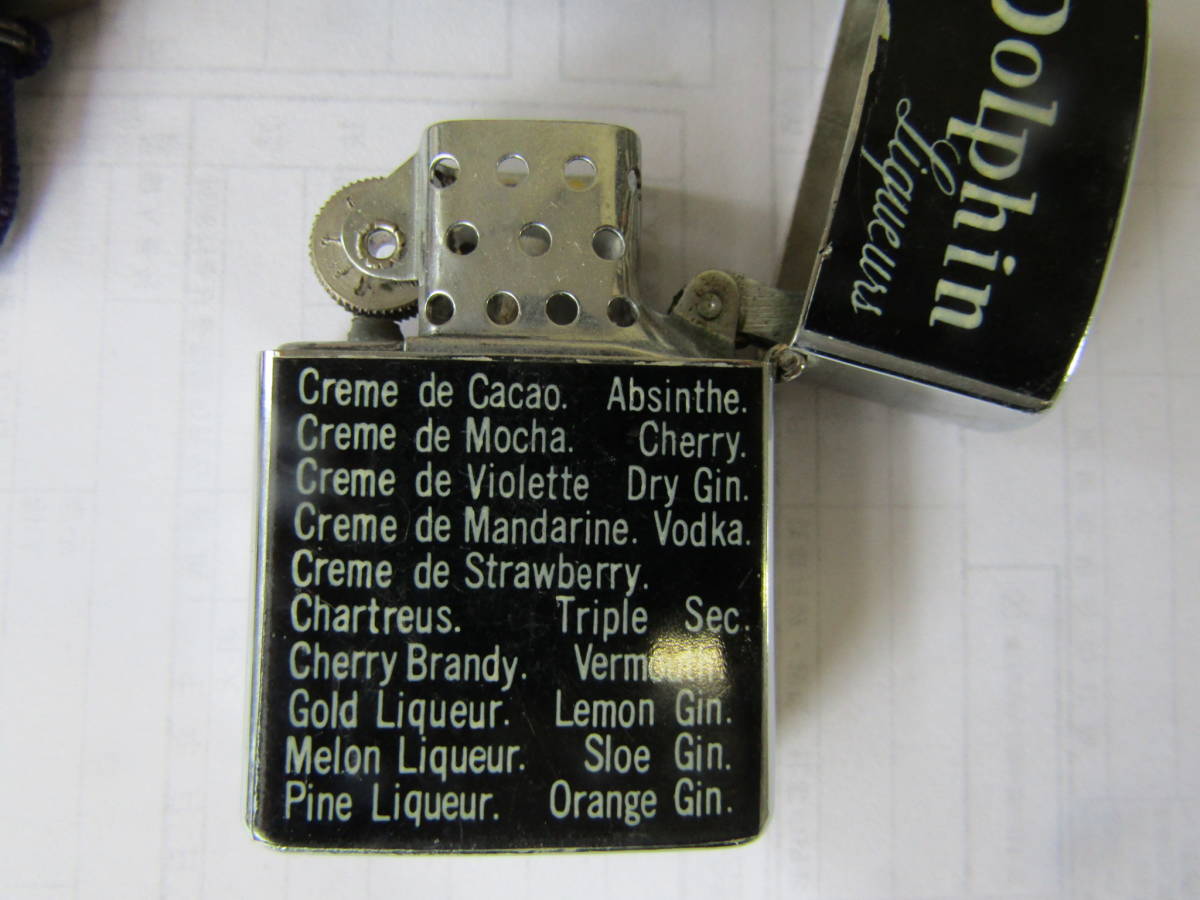 Dolphin
Liqueurs
Creme de Cacao. Absinthe.
Creme de Mocha. Cherry.
Creme de Violette Dry Gin.
Creme de Mandarine. Vodka.
Creme de Strawberry.
Chartreus. Triple Sec.
Cherry Brandy.
Gold Liqueur. Lemon Gin.
Melon Liqueur. Sloe Gin.
Pine Liqueur. Orange Gin.